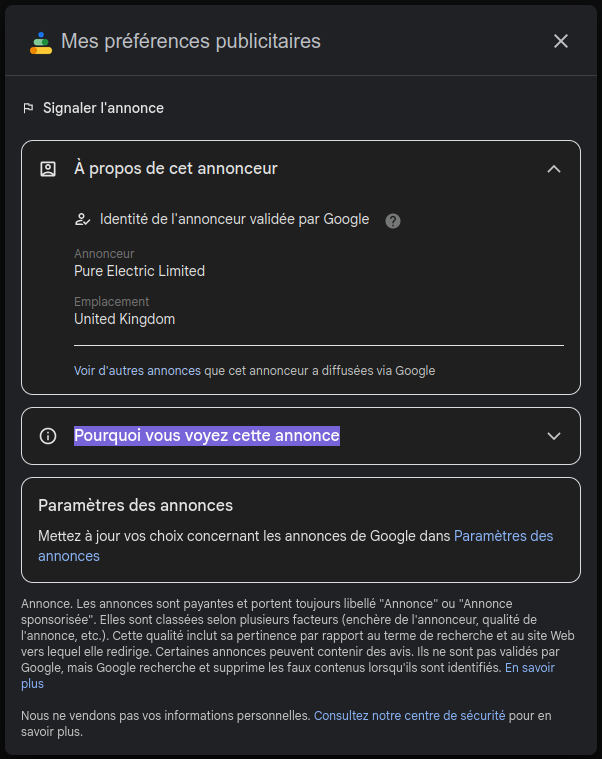 Mes préférences publicitaires
Signaler l'annonce
À propos de cet annonceur
Identité de l'annonceur validée par Google
Annonceur
Pure Electric Limited
Emplacement
United Kingdom
Voir d'autres annonces que cet annonceur a diffusées via Google
Pourquoi vous voyez cette annonce
Paramètres des annonces
Mettez à jour vos choix concernant les annonces de Google dans Paramètres des
annonces
Annonce. Les annonces sont payantes et portent toujours libellé "Annonce" ou "Annonce
sponsorisée". Elles sont classées selon plusieurs facteurs (enchère de l'annonceur, qualité de
l'annonce, etc.). Cette qualité inclut sa pertinence par rapport au terme de recherche et au site Web
vers lequel elle redirige. Certaines annonces peuvent contenir des avis. Ils ne sont pas validés par
Google, mais Google recherche et supprime les faux contenus lorsqu'ils sont identifiés. En savoir
plus
Nous ne vendons pas vos informations personnelles. Consultez notre centre de sécurité pour en
savoir plus.